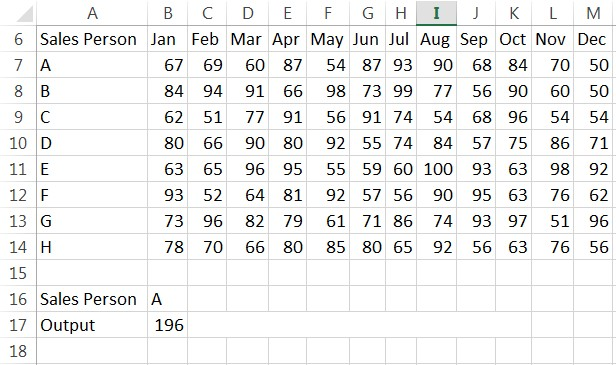 A B C D E F G H I J K L M
6 Sales Person Jan Feb Mar Apr May Jun Jul Aug Sep Oct Nov Dec
7 A 67 69 60 87 54 87 93 90 68 84 70 50
8 B 84 94 91 66 98 73 99 77 56 90 60 50
9 C 62 51 77 91 56 91 74 54 68 96 54 54
10 D 80 66 90 80 92 55 74 84 57 75 86 71
11 E 63 65 96 95 55 59 60 100 93 63 98 92
12 F 93 52 64 81 92 57 56 90 95 63 76 62
13 G 73 96 82 79 61 71 86 74 93 97 51 96
14 H 78 70 66 80 85 80 65 92 56 63 76 56
15
16 Sales Person A
17 Output 196
18